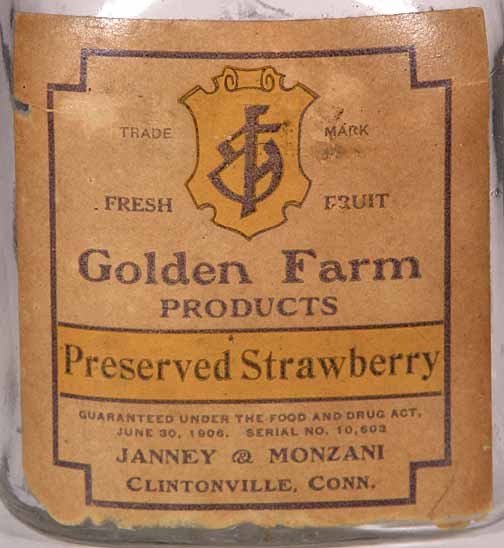 TRADE MARK
FRESH FRUIT
Golden Farm
PRODUCTS
Preserved Strawberry
GUARANTEED UNDER THE FOOD AND DRUG ACT,
JUNE 30, 1906. SERIAL NO. 10,603
JANNEY & MONZANI
CLINTONVILLE, CONN.